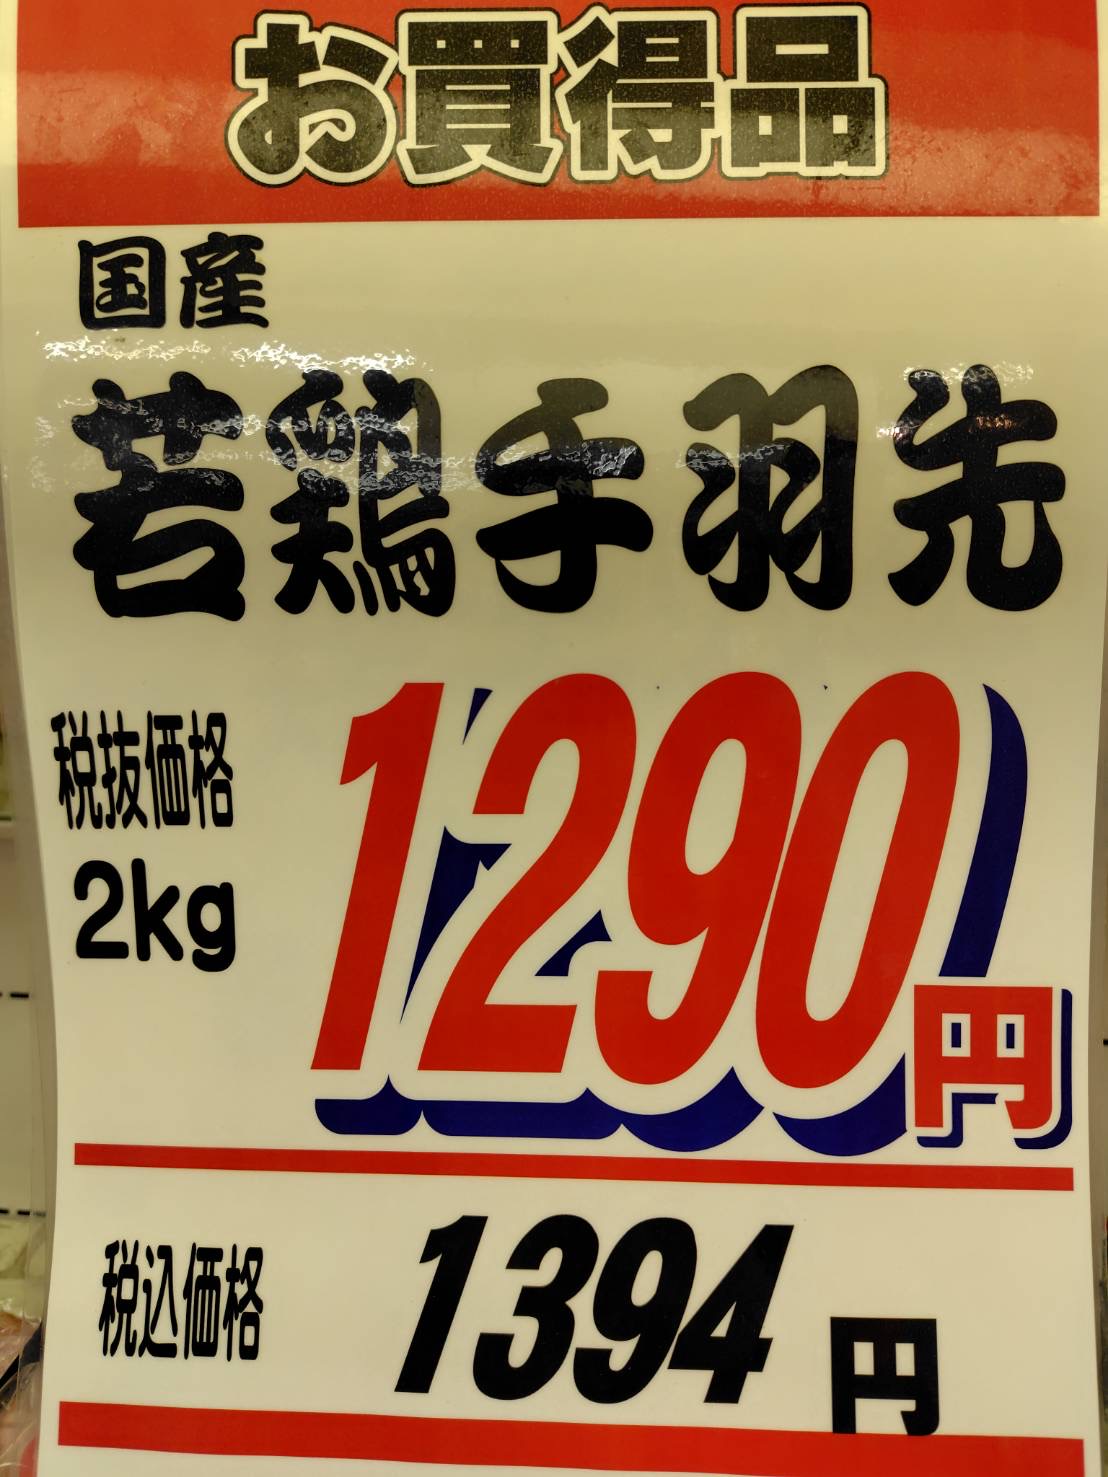 お買得品
国産
若鶏手羽先
税抜価格
2kg
1290円
税込価格
1394円